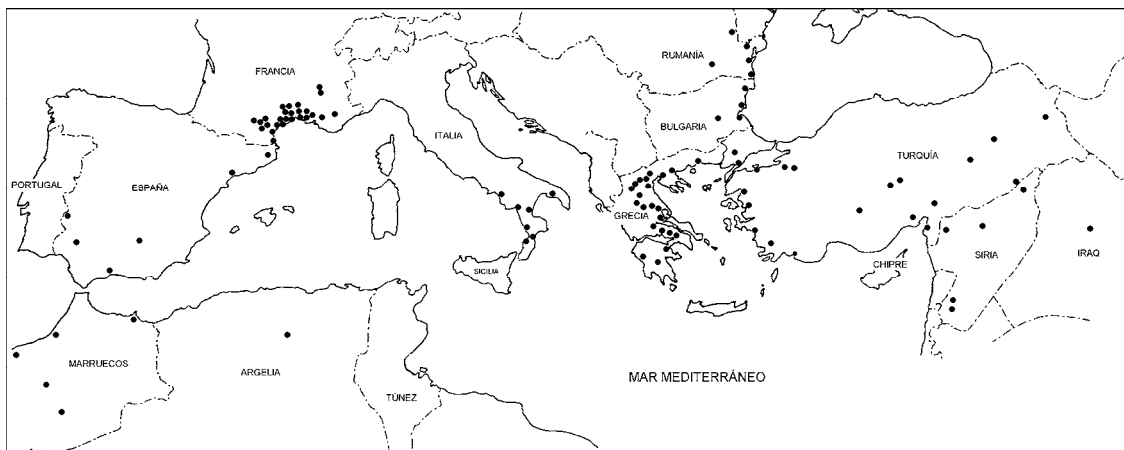 RUMANÍA
FRANCIA
BULGARIA
ITALIA
TURQUÍA
PORTUGAL
ESPAÑA
GRECIA
SICILIA
CHIPRE
SIRIA
IRAQ
MARRUECOS
ARGELIA
MAR MEDITERRÁNEO
TÚNEZ